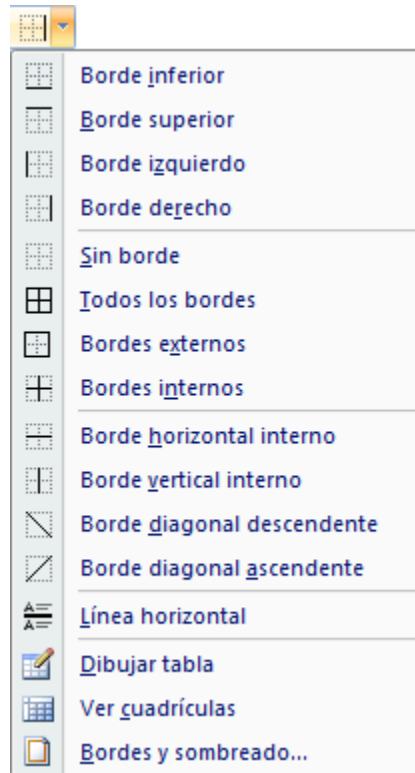 Borde inferior
Borde superior
Borde izquierdo
Borde derecho
Sin borde
Todos los bordes
Bordes externos
Bordes internos
Borde horizontal interno
Borde vertical interno
Borde diagonal descendente
Borde diagonal ascendente
Línea horizontal
Dibujar tabla
Ver cuadrículas
Bordes y sombreado...